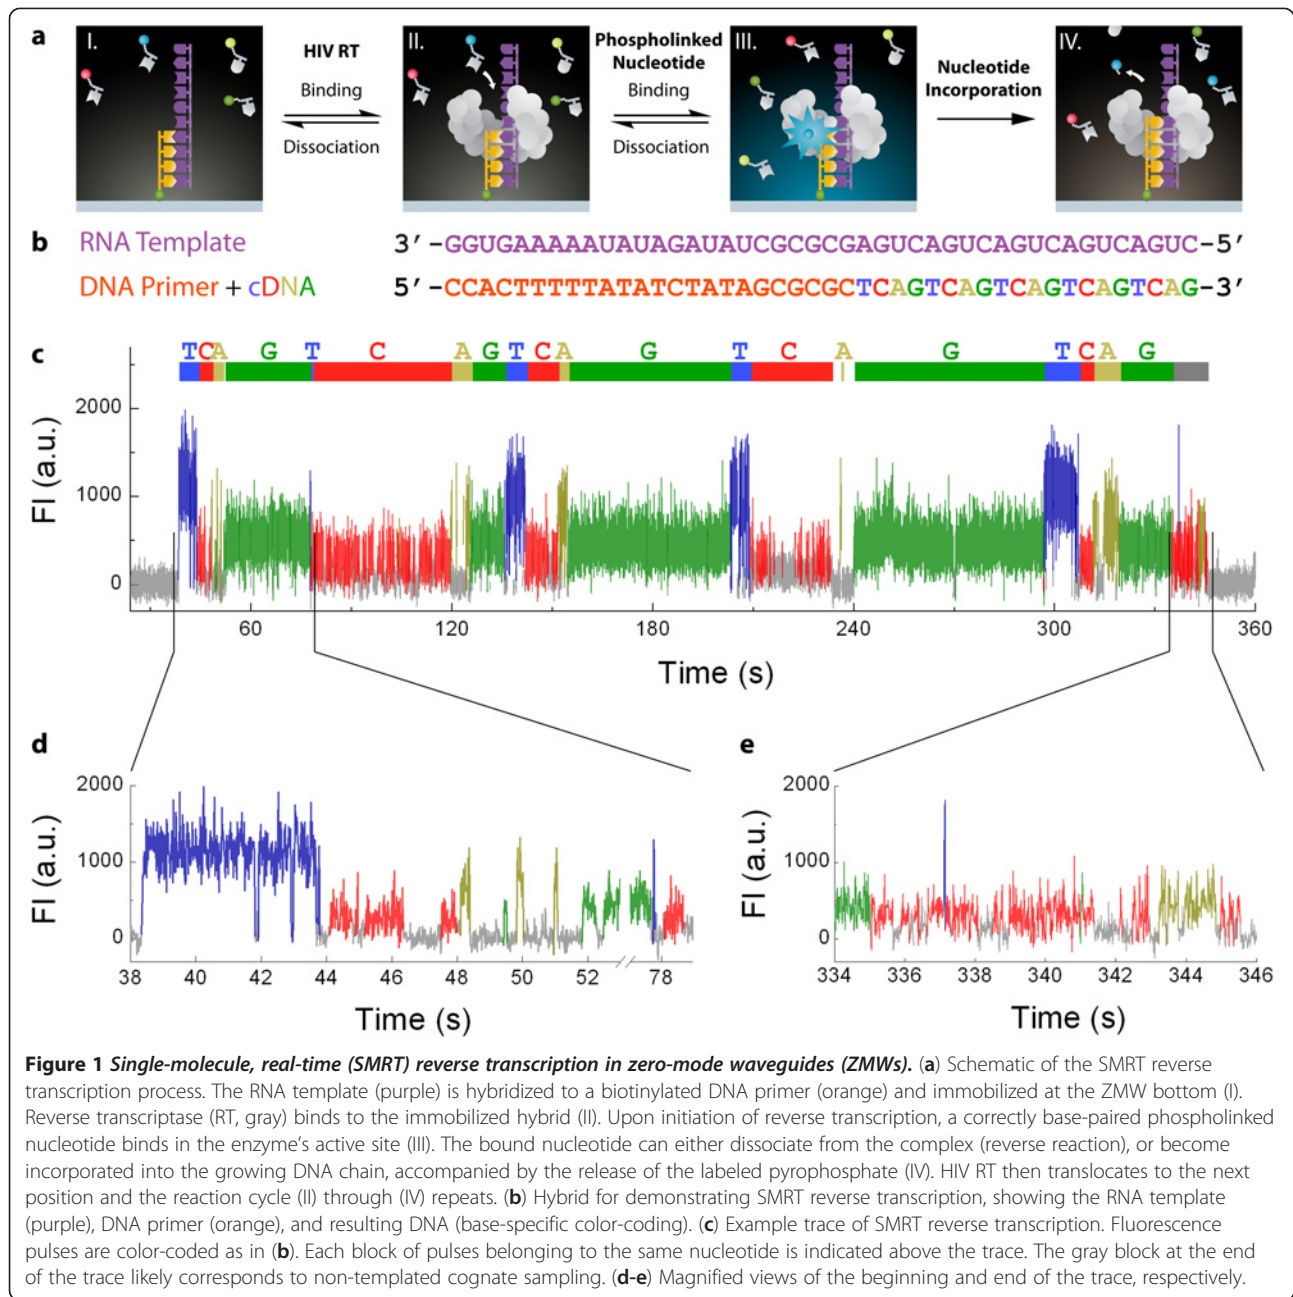 a
I.
HIV RT
Binding
Dissociation
II.
Phospholinked
Nucleotide
Binding
Dissociation
III.
Nucleotide
Incorporation
IV.
b
RNA Template
3′-GGUGAAAAAUAUAGAUAUCGCGCGAGUCAGUCAGUCAGUCAGUC-5′
DNA Primer + cDNA
5′-CCACTTTTTATATCTATAGCGCGCTCAGTCAGTCAGTCAGTCAG-3′
c
T C A G T C A G T C A G T C A G T C A G
FI (a.u.)
2000
1000
0
60 120 180 240 300 360
Time (s)
d
FI (a.u.)
2000
1000
0
38 40 42 44 46 48 50 52 78
Time (s)
e
FI (a.u.)
2000
1000
0
334 336 338 340 342 344 346
Time (s)
Figure 1 Single-molecule, real-time (SMRT) reverse transcription in zero-mode waveguides (ZMWs). (a) Schematic of the SMRT reverse
transcription process. The RNA template (purple) is hybridized to a biotinylated DNA primer (orange) and immobilized at the ZMW bottom (I).
Reverse transcriptase (RT, gray) binds to the immobilized hybrid (II). Upon initiation of reverse transcription, a correctly base-paired phospholinked
nucleotide binds in the enzyme's active site (III). The bound nucleotide can either dissociate from the complex (reverse reaction), or become
incorporated into the growing DNA chain, accompanied by the release of the labeled pyrophosphate (IV). HIV RT then translocates to the next
position and the reaction cycle (II) through (IV) repeats. (b) Hybrid for demonstrating SMRT reverse transcription, showing the RNA template
(purple), DNA primer (orange), and resulting DNA (base-specific color-coding). (c) Example trace of SMRT reverse transcription. Fluorescence
pulses are color-coded as in (b). Each block of pulses belonging to the same nucleotide is indicated above the trace. The gray block at the end
of the trace likely corresponds to non-templated cognate sampling. (d-e) Magnified views of the beginning and end of the trace, respectively.